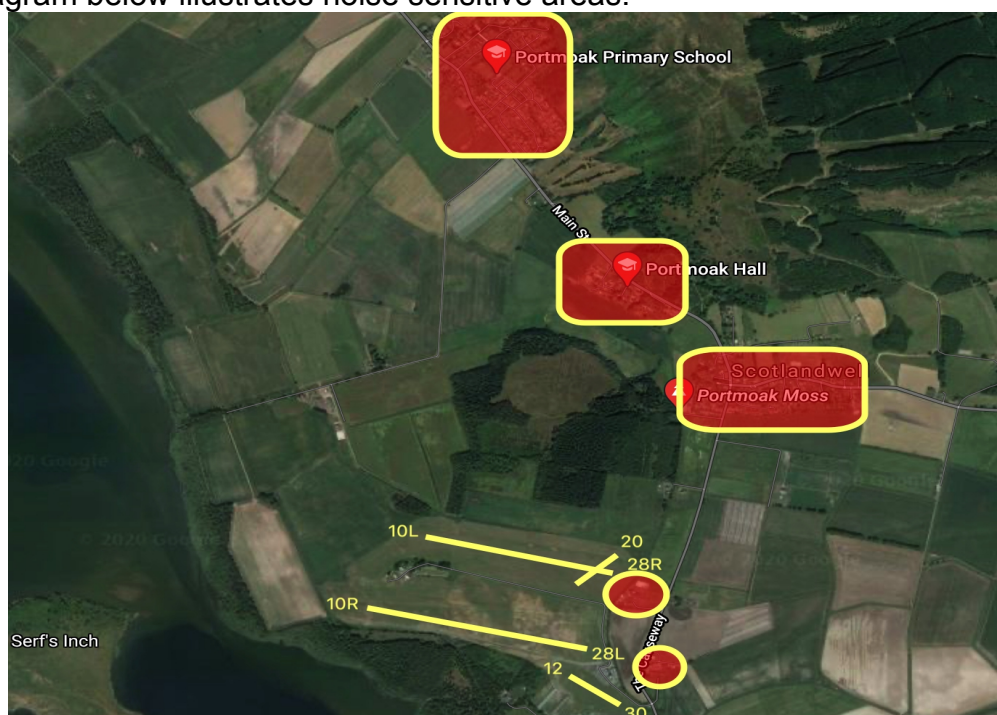 agram below illustrates noise sensitive areas.
Portmoak Primary School
Main St
Portmoak Hall
Scotlandwel
Portmoak Moss
2020 Google
© 2020 Google
© 2020 Google
10L
20
28R
10R
Causeway
Serf's Inch
28L
12
30